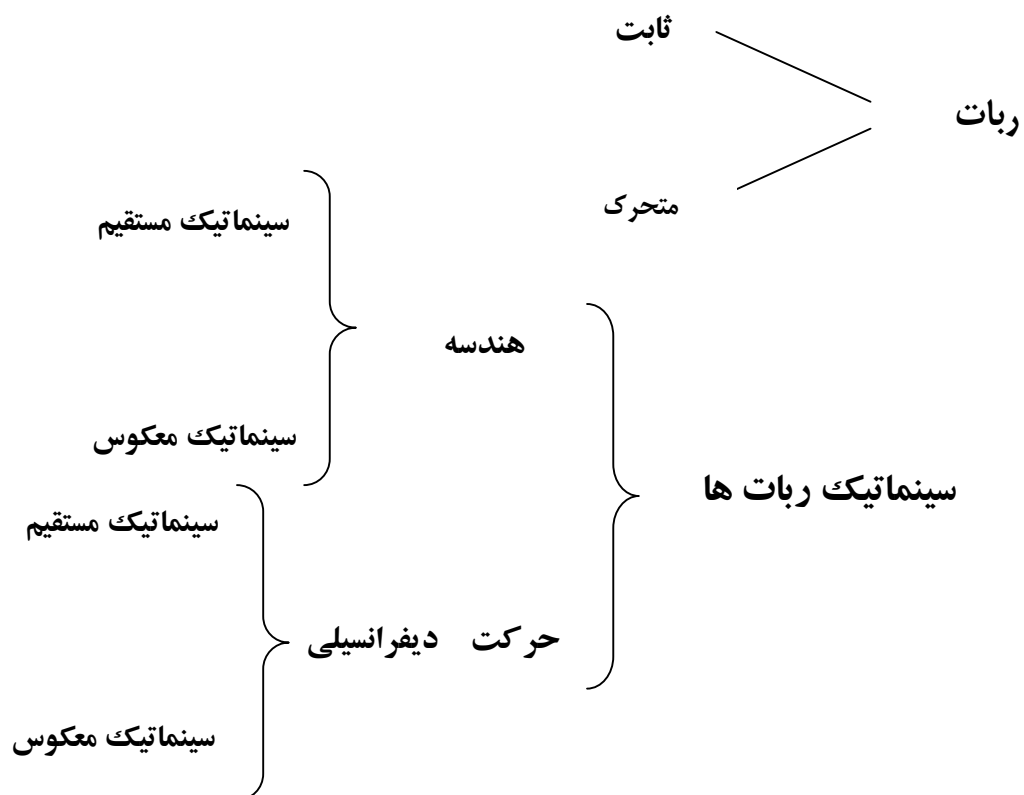 ثابت
ربات
متحرک
سینماتیک مستقیم
هندسه
سینماتیک معکوس
سینماتیک ربات ها
سینماتیک مستقیم
حرکت دیفرانسیلی
سینماتیک معکوس